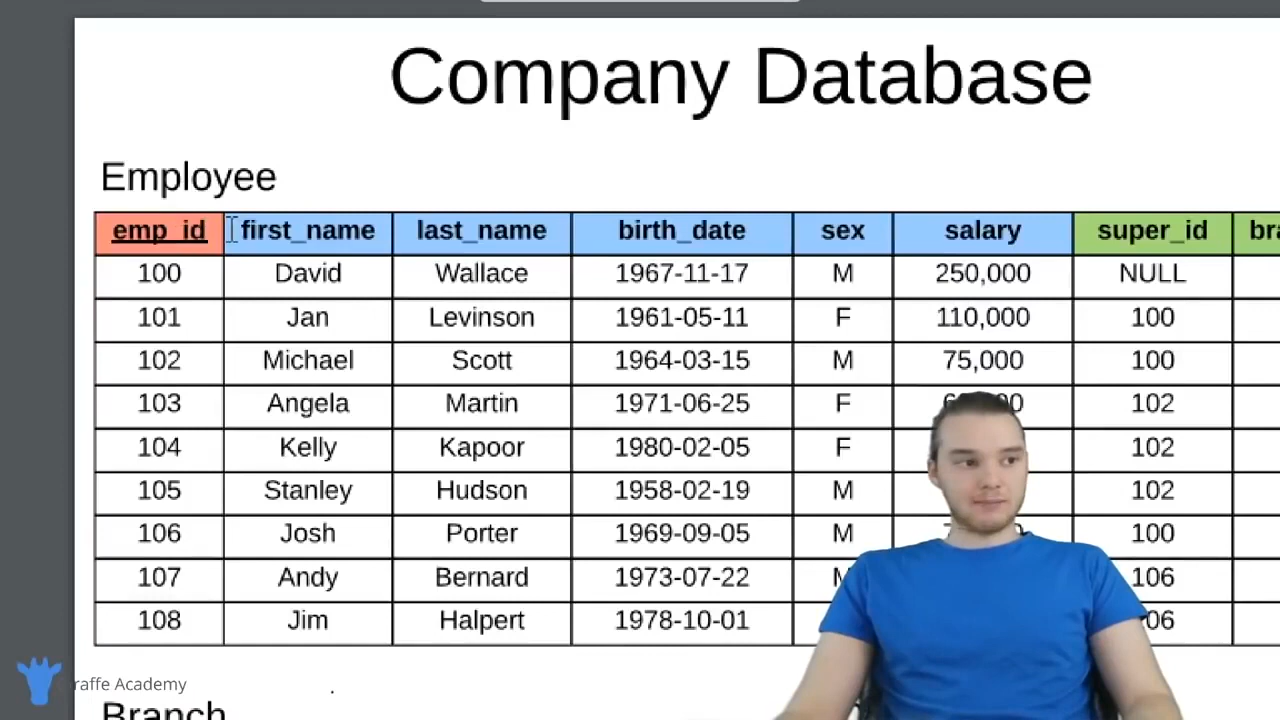 Company Database
Employee
emp_id first_name last_name birth_date sex salary super_id
100 David Wallace 1967-11-17 M 250,000 NULL
101 Jan Levinson 1961-05-11 F 110,000 100
102 Michael Scott 1964-03-15 M 75,000 100
103 Angela Martin 1971-06-25 F 102
104 Kelly Kapoor 1980-02-05 F 102
105 Stanley Hudson 1958-02-19 M 102
106 Josh Porter 1969-09-05 M 100
107 Andy Bernard 1973-07-22 M 106
108 Jim Halpert 1978-10-01
raffe Academy
Branch